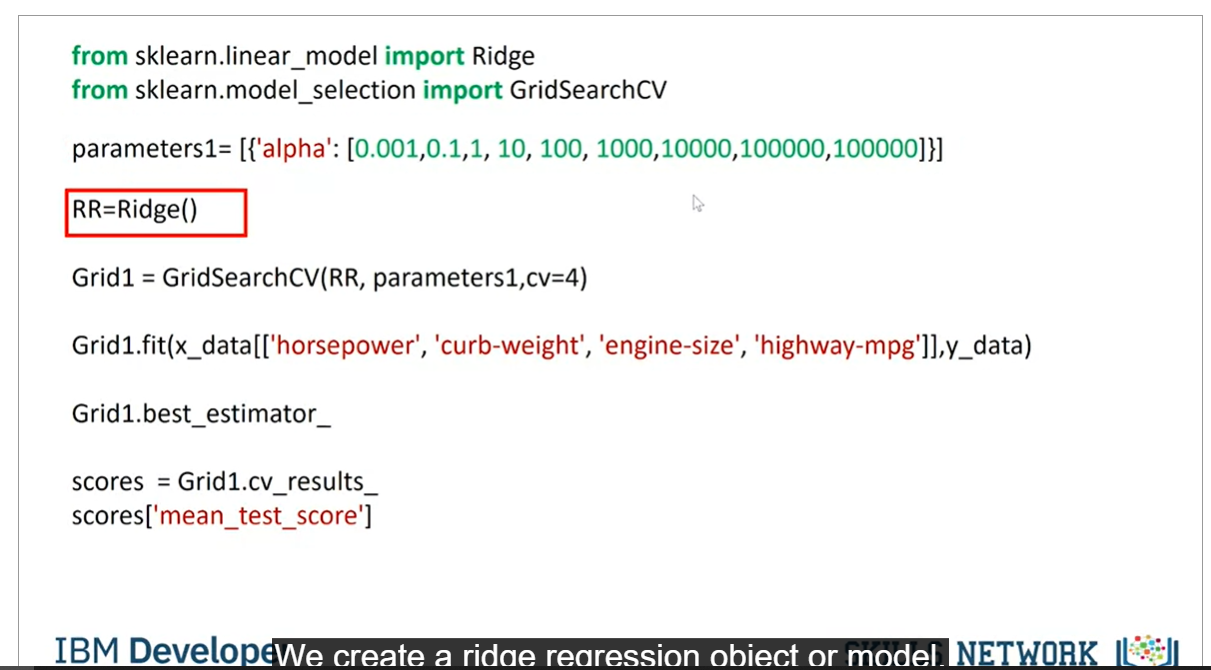 from sklearn.linear_model import Ridge
from sklearn.model_selection import GridSearchCV
parameters1= [{'alpha': [0.001,0.1,1, 10, 100, 1000,10000,100000,100000]}]
RR=Ridge()
Grid1 = GridSearchCV(RR, parameters1,cv=4)
Grid1.fit(x_data[['horsepower', 'curb-weight', 'engine-size', 'highway-mpg']],y_data)
Grid1.best_estimator_
scores = Grid1.cv_results_
scores['mean_test_score']
IBM Develope SKILLS NETWORK
We create a ridge regression object or model.